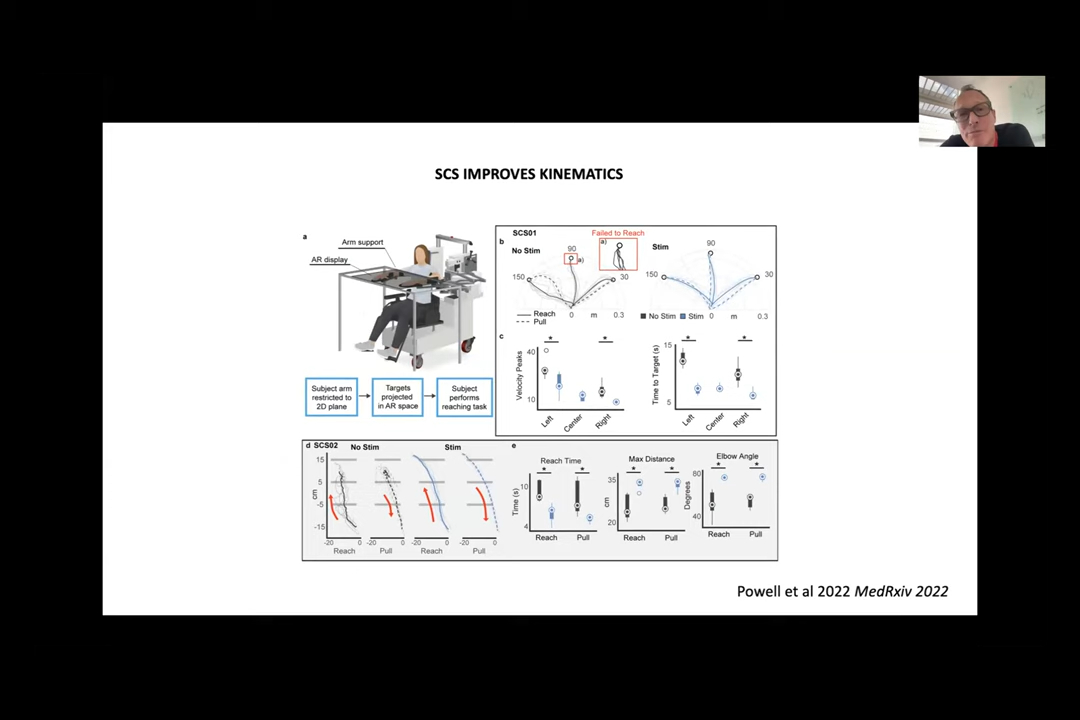 SCS IMPROVES KINEMATICS
a
Arm support
AR display
Subject arm
restricted to
2D plane
Targets
projected
in AR space
Subject
performs
reaching task
SCS01
b
No Stim
Failed to Reach
a)
90
a)
150
30
Reach
Pull
0 m 0.3
Stim
90
150
30
No Stim Stim
0 m 0.3
c
Velocity Peaks
40
10
* *
Left Center Right
Time to Target (s)
15
5
* *
Left Center Right
d SCS02
No Stim Stim
cm
15
5
-5
-15
-20 0 -20 0 -20 0 -20 0
Reach Pull Reach Pull
e
Reach Time
Time (s)
10
4
* *
Reach Pull
Max Distance
cm
35
20
* *
Reach Pull
Elbow Angle
Degrees
80
40
* *
Reach Pull
Powell et al 2022 MedRxiv 2022